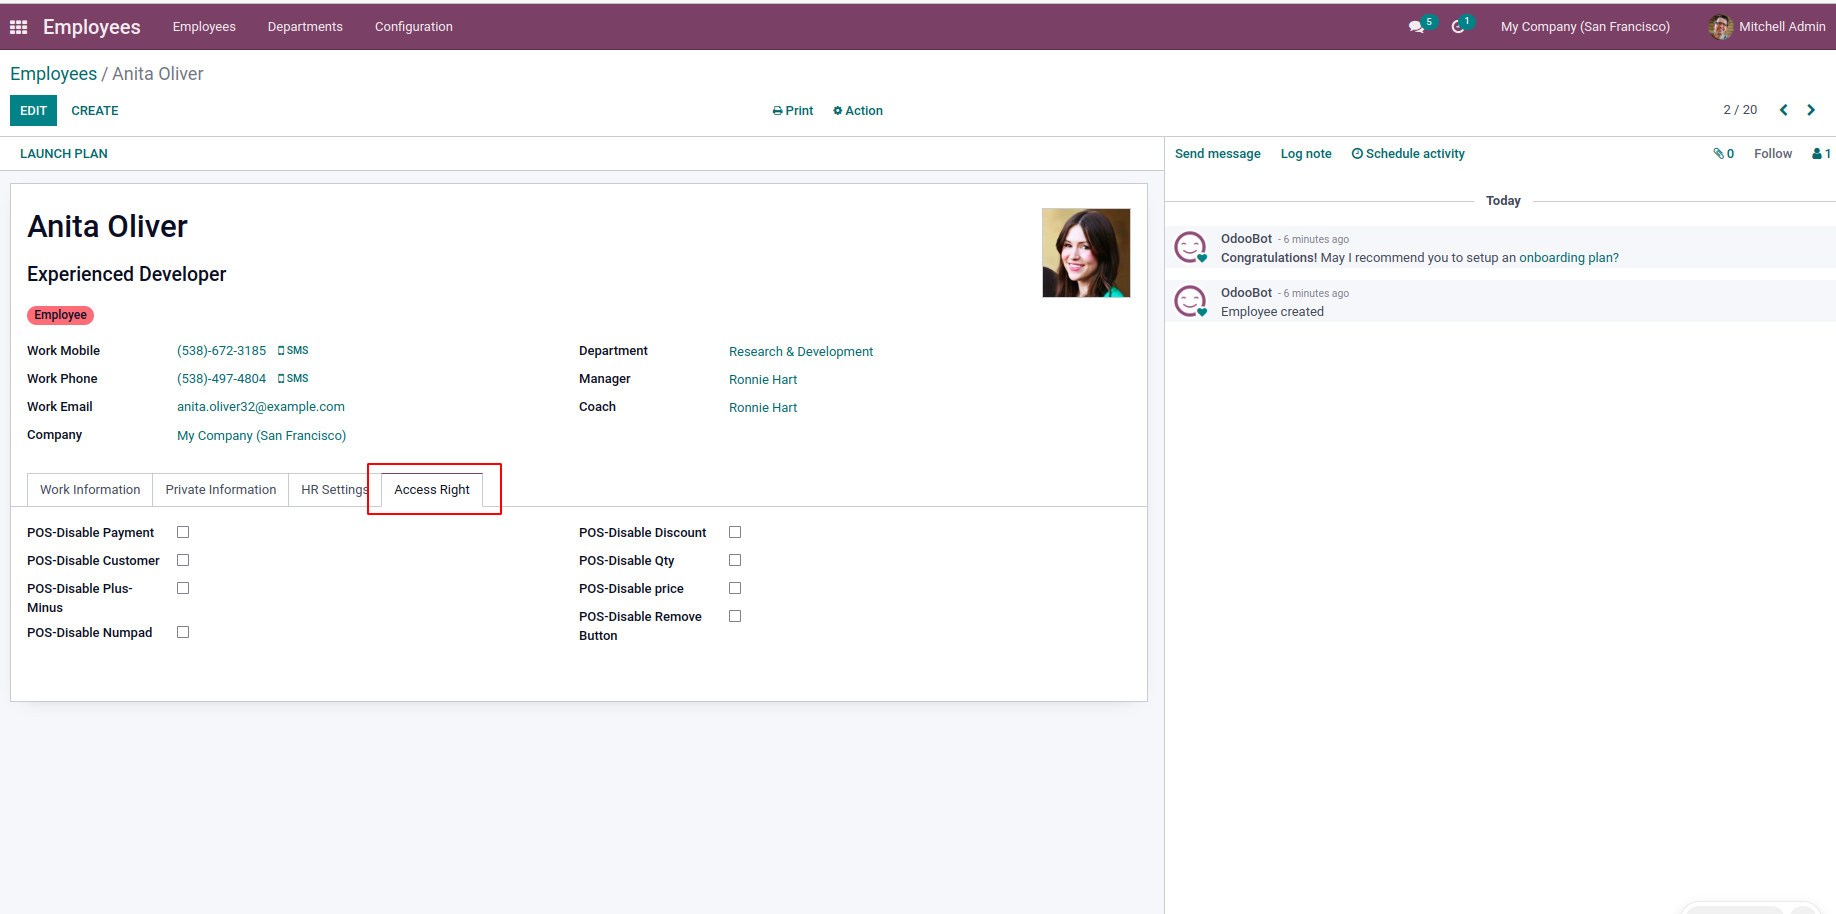 Employees Employees Departments Configuration 5 1 My Company (San Francisco) Mitchell Admin
Employees / Anita Oliver
EDIT CREATE Print Action 2 / 20
LAUNCH PLAN
Send message Log note Schedule activity 0 Follow 1
Anita Oliver
Experienced Developer
Employee
Work Mobile (538)-672-3185 SMS
Work Phone (538)-497-4804 SMS
Work Email anita.oliver32@example.com
Company My Company (San Francisco)
Department Research & Development
Manager Ronnie Hart
Coach Ronnie Hart
Work Information Private Information HR Settings Access Right
POS-Disable Payment
POS-Disable Customer
POS-Disable Plus-
Minus
POS-Disable Numpad
POS-Disable Discount
POS-Disable Qty
POS-Disable price
POS-Disable Remove
Button
Today
OdooBot - 6 minutes ago
Congratulations! May I recommend you to setup an onboarding plan?
OdooBot - 6 minutes ago
Employee created